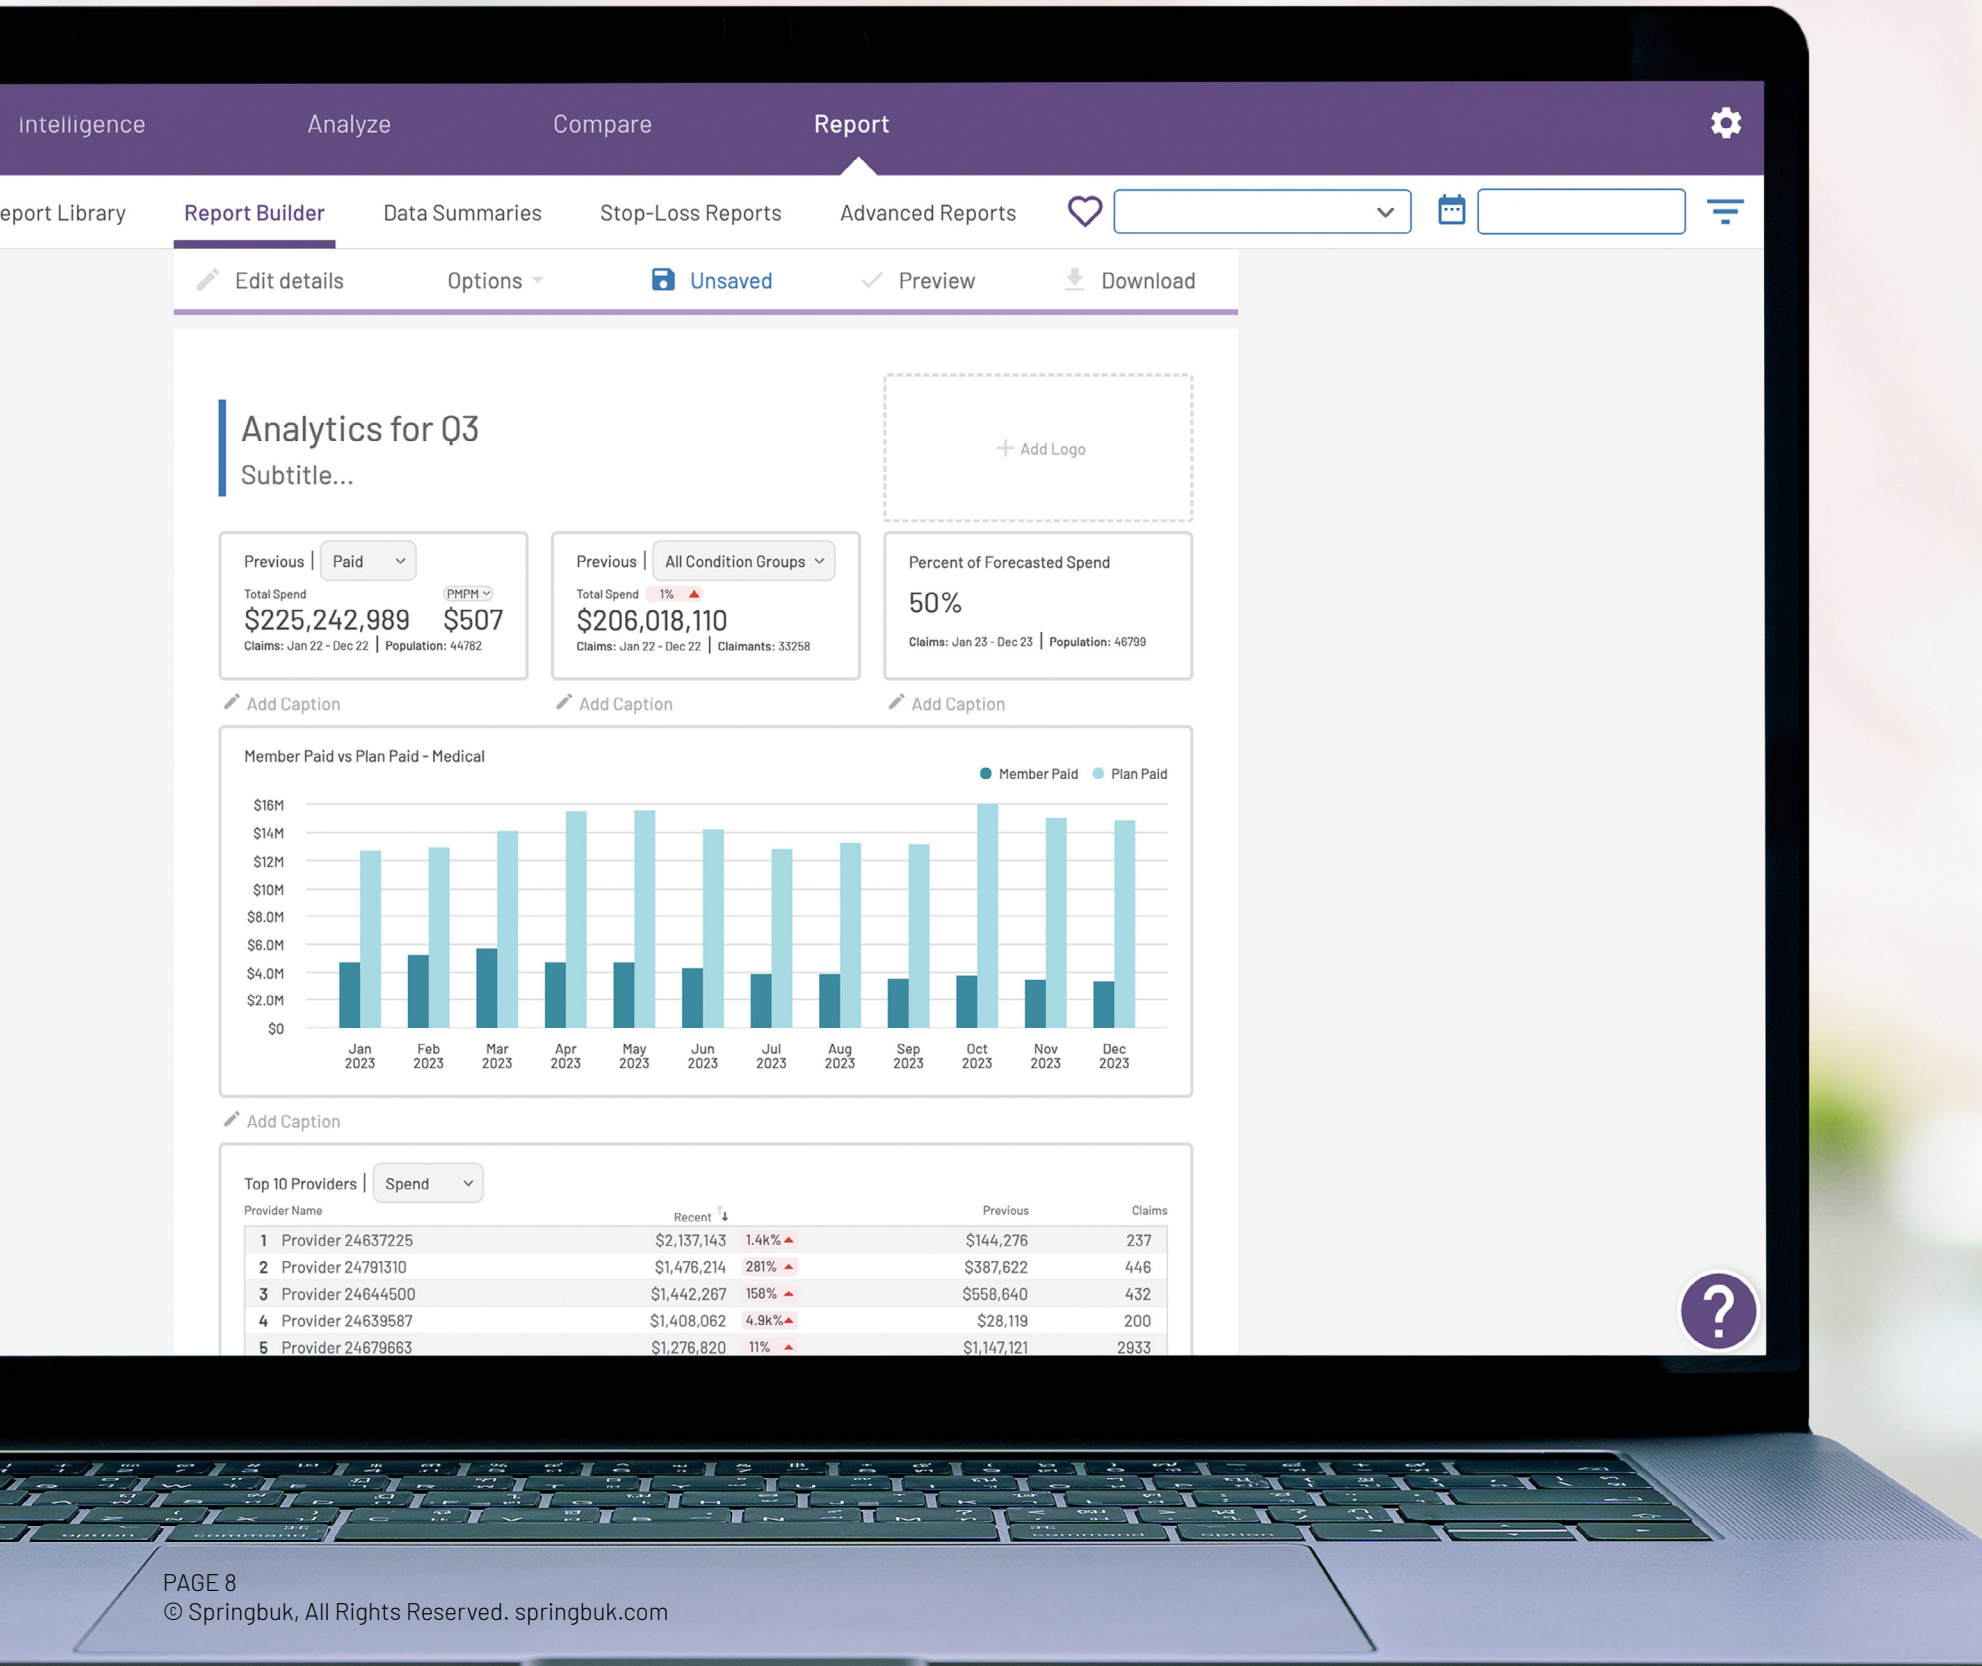 Intelligence Analyze Compare Report
eport Library Report Builder Data Summaries Stop-Loss Reports Advanced Reports
Edit details Options Unsaved Preview Download
Analytics for Q3
Subtitle...
+ Add Logo
Previous | Paid
Total Spend PMPM
$225,242,989 $507
Claims: Jan 22 - Dec 22 | Population: 44782
Previous | All Condition Groups
Total Spend 1%
$206,018,110
Claims: Jan 22 - Dec 22 | Claimants: 33258
Percent of Forecasted Spend
50%
Claims: Jan 23 - Dec 23 | Population: 46799
Add Caption Add Caption Add Caption
Member Paid vs Plan Paid - Medical
Member Paid Plan Paid
$16M
$14M
$12M
$10M
$8.0M
$6.0M
$4.0M
$2.0M
$0
Jan Feb Mar Apr May Jun Jul Aug Sep Oct Nov Dec
2023 2023 2023 2023 2023 2023 2023 2023 2023 2023 2023 2023
Add Caption
Top 10 Providers | Spend
Provider Name Recent Previous Claims
1 Provider 24637225 $2,137,143 1.4k% $144,276 237
2 Provider 24791310 $1,476,214 281% $387,622 446
3 Provider 24644500 $1,442,267 158% $558,640 432
4 Provider 24639587 $1,408,062 4.9k% $28,119 200
5 Provider 24679663 $1,276,820 11% $1,147,121 2933
?
option command command option
PAGE 8
© Springbuk, All Rights Reserved. springbuk.com